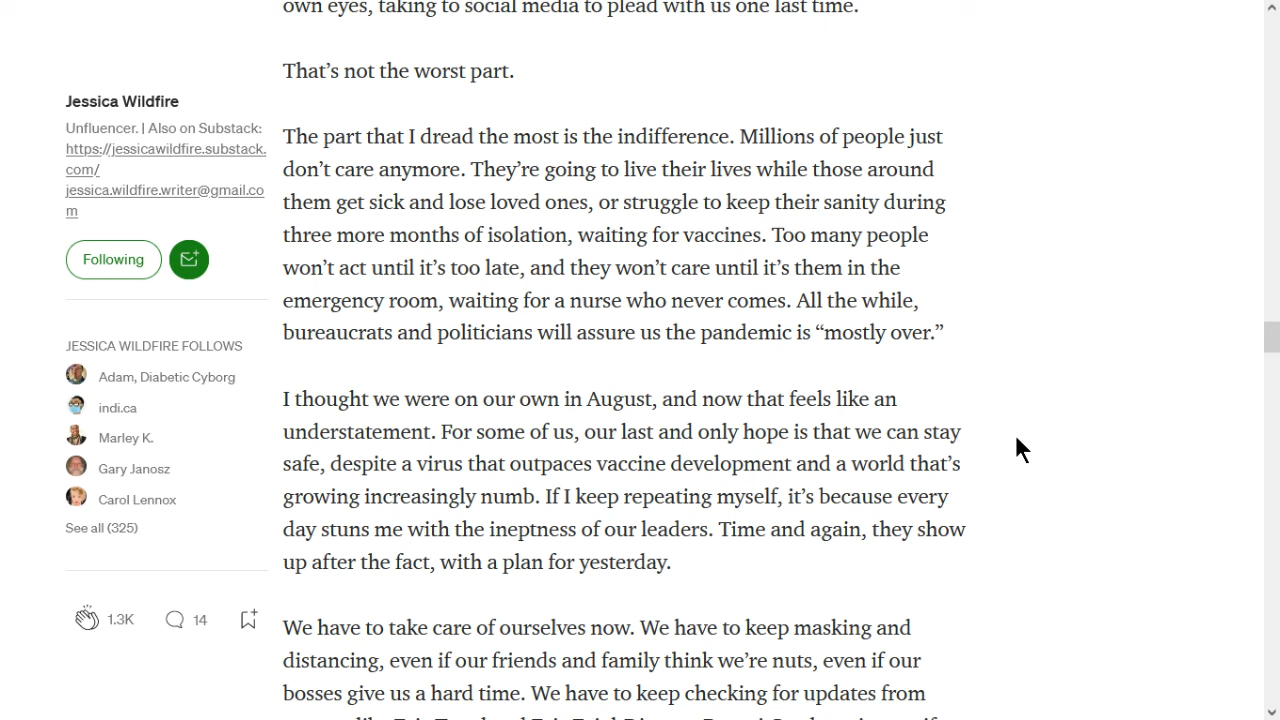 own eyes, taking to social media to plead with us one last time.
That’s not the worst part.
Jessica Wildfire
Unfluencer. | Also on Substack:
https://jessicawildfire.substack.
com/
jessica.wildfire.writer@gmail.co
m
Following
JESSICA WILDFIRE FOLLOWS
Adam, Diabetic Cyborg
indi.ca
Marley K.
Gary Janosz
Carol Lennox
See all (325)
1.3K
14
The part that I dread the most is the indifference. Millions of people just
don’t care anymore. They’re going to live their lives while those around
them get sick and lose loved ones, or struggle to keep their sanity during
three more months of isolation, waiting for vaccines. Too many people
won’t act until it’s too late, and they won’t care until it’s them in the
emergency room, waiting for a nurse who never comes. All the while,
bureaucrats and politicians will assure us the pandemic is “mostly over.”
I thought we were on our own in August, and now that feels like an
understatement. For some of us, our last and only hope is that we can stay
safe, despite a virus that outpaces vaccine development and a world that’s
growing increasingly numb. If I keep repeating myself, it’s because every
day stuns me with the ineptness of our leaders. Time and again, they show
up after the fact, with a plan for yesterday.
We have to take care of ourselves now. We have to keep masking and
distancing, even if our friends and family think we’re nuts, even if our
bosses give us a hard time. We have to keep checking for updates from